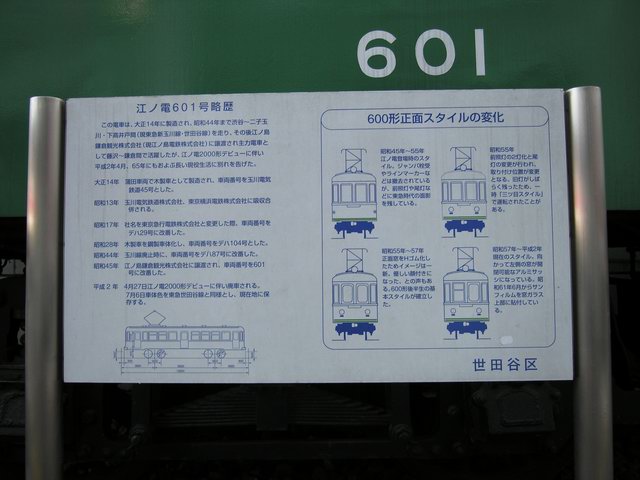 601
江ノ電601号略歴
この電車は、大正14年に製造され、昭和44年まで渋谷〜二子玉
川・下高井戸間(現東急新玉川線・世田谷線)を走り、その後江ノ島
鎌倉観光株式会社(現江ノ島電鉄株式会社)に譲渡され主力電車と
して藤沢〜鎌倉間で活躍したが、江ノ電2000形デビューに伴い
平成2年4月、65年にもおよぶ長い現役生活に別れを告げた。
大正14年 蒲田車両で木製車として製造され、車両番号を玉川電気
鉄道45号とした。
昭和13年 玉川電気鉄道株式会社、東京横浜電鉄株式会社に吸収合
併される。
昭和17年 社名を東京急行電鉄株式会社と変更した際、車両番号を
デハ29号に改番した。
昭和28年 木製車を鋼製車体化し、車両番号をデハ104号とした。
昭和44年 玉川線廃止時に、車両番号をデハ87号に改番した。
昭和45年 江ノ島鎌倉観光株式会社に譲渡され、車両番号を601
号に改番した。
平成2年 4月27日江ノ電2000形デビューに伴い廃車される。
7月6日車体色を東急世田谷線と同様とし、現在地に保
存する。
600形正面スタイルの変化
昭和45年〜55年
江ノ電登場時のスタ
イル。ジャンパ栓受
やラインマーカーなど
は撤去されている
が、前照灯や尾灯な
どに東急時代の面影
を残している。
昭和55年
前照灯の2灯化と尾
灯の変更が行われ、
取り付け位置が変更
となる。旧灯がしば
らく残ったため、一
時「三ツ目スタイル」
で運転されたことが
ある。
昭和55年〜57年
正面窓をHゴム化し
たためイメージは一
新。優しい顔付きに
なった、との声もあ
る。600形後半生の基
本スタイルが確立し
た。
昭和57年〜平成2年
現在のスタイル。向
かって左側の窓が開
閉可能なアルミサッ
シになっている。昭
和61年6月からサン
フィルムを窓ガラス
上部に貼付してい
る。
世田谷区